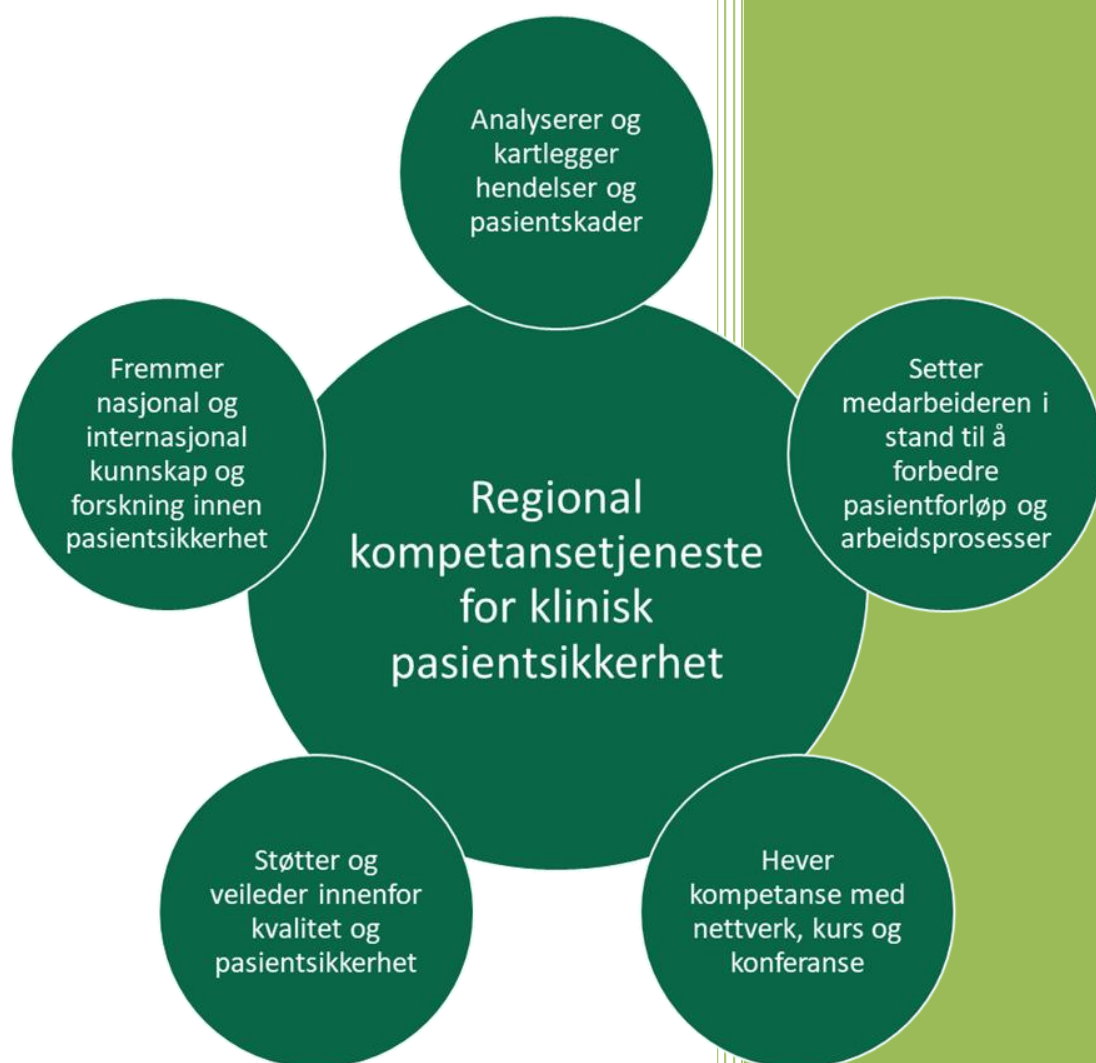 Analyserer og
kartlegger
hendelser og
pasientskader
Fremmer
nasjonal og
internasjonal
kunnskap og
forskning innen
pasientsikkerhet
Setter
medarbeideren i
stand til å
forbedre
pasientforløp og
arbeidsprosesser
Regional
kompetansetjeneste
for klinisk
pasientsikkerhet
Støtter og
veileder innenfor
kvalitet og
pasientsikkerhet
Hever
kompetanse med
nettverk, kurs og
konferanse